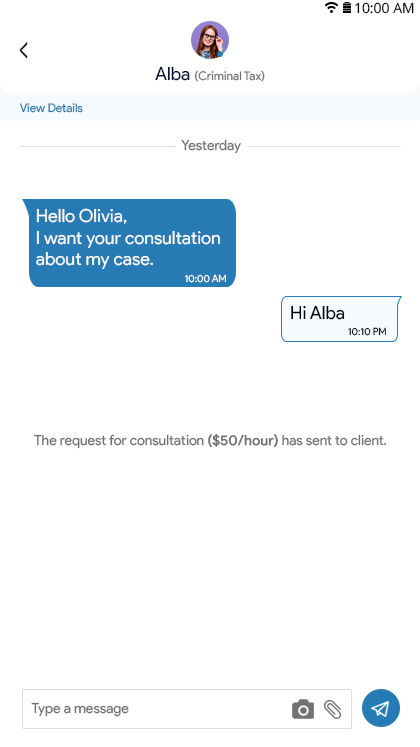 10:00 AM
Alba (Criminal Tax)
View Details
Yesterday
Hello Olivia,
I want your consultation
about my case.
10:00 AM
Hi Alba
10:10 PM
The request for consultation ($50/hour) has sent to client.
Type a message